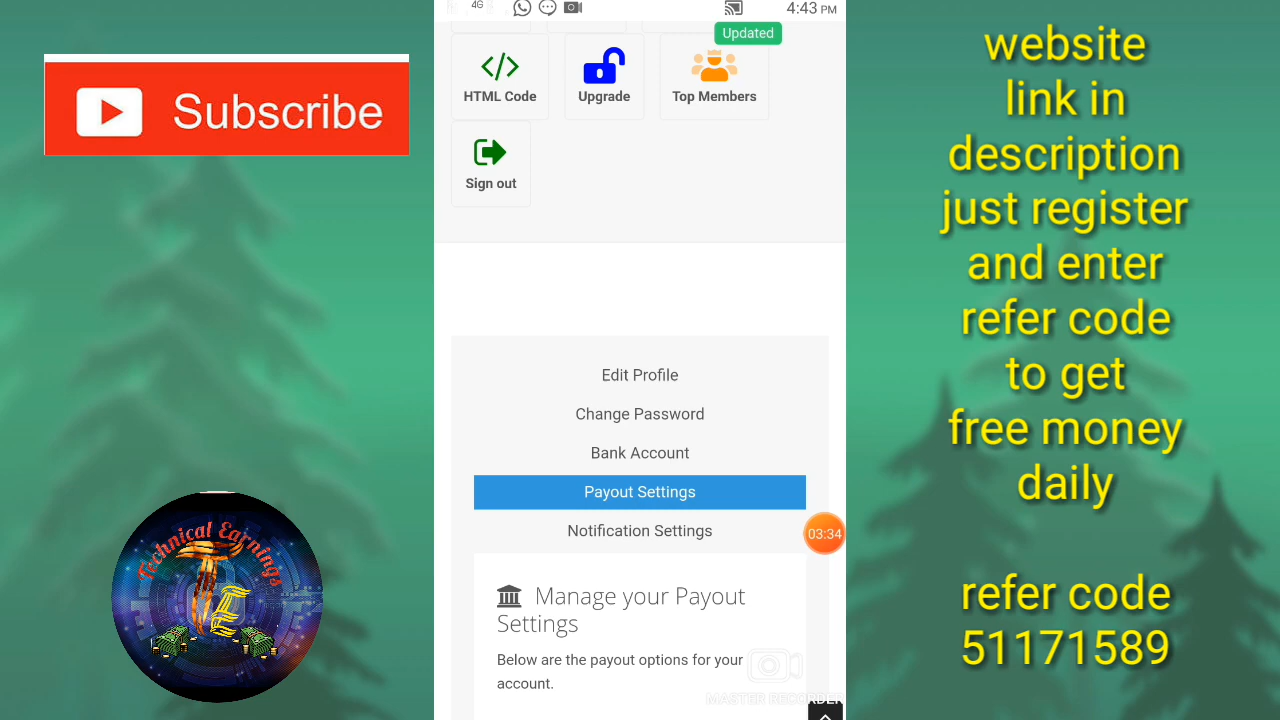 Subscribe
Technical Earnings
TE
4G
4:43 PM
Updated
HTML Code
Upgrade
Top Members
Sign out
Edit Profile
Change Password
Bank Account
Payout Settings
Notification Settings
03:34
Manage your Payout
Settings
Below are the payout options for your
account.
MASTER RECORDER
website
link in
description
just register
and enter
refer code
to get
free money
daily
refer code
51171589